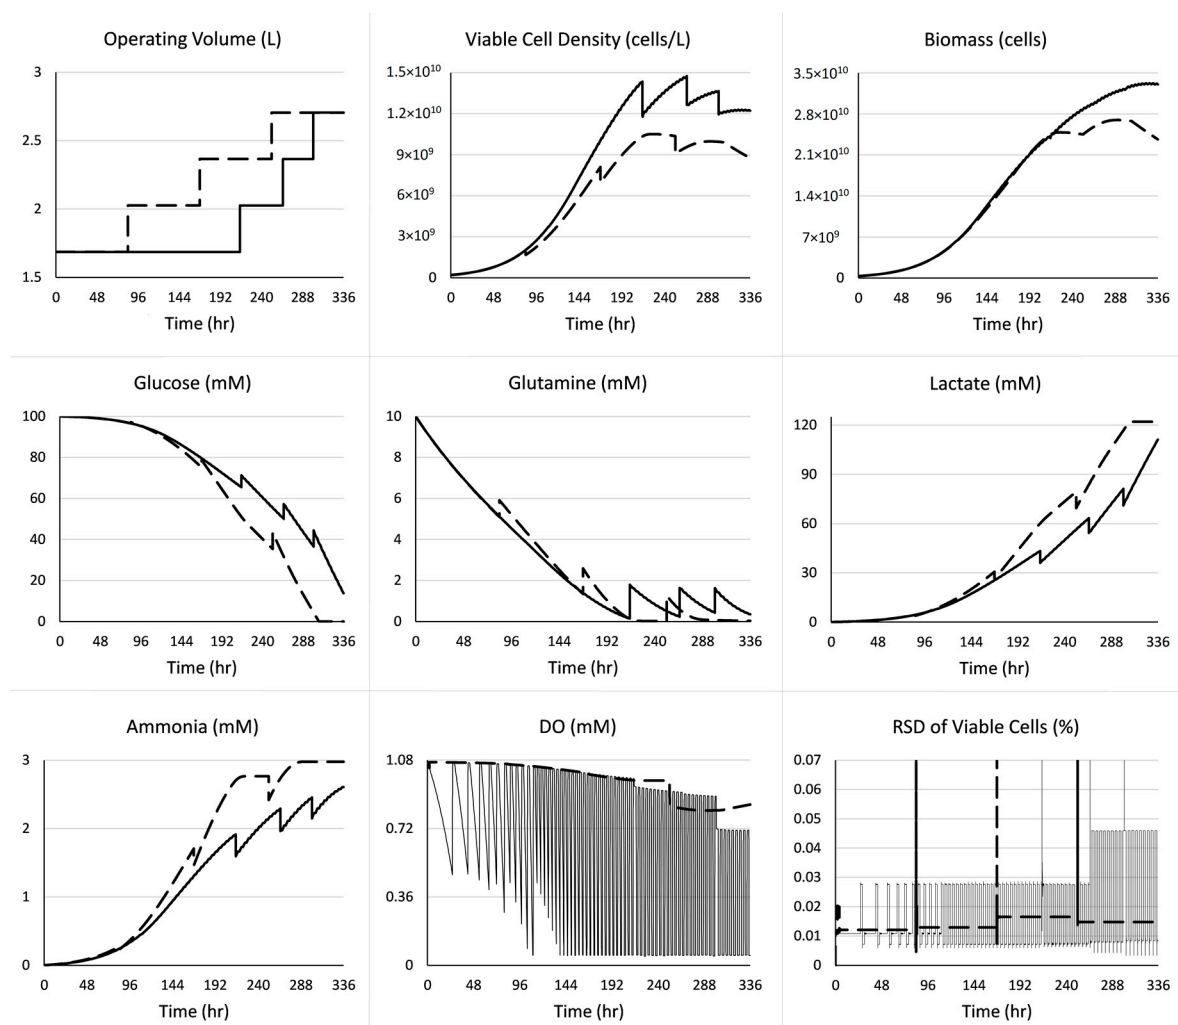 Operating Volume (L)
3
2.5
2
1.5
0 48 96 144 192 240 288 336
Time (hr)
Viable Cell Density (cells/L)
1.5×10¹⁰
1.2×10¹⁰
9×10⁹
6×10⁹
3×10⁹
0
0 48 96 144 192 240 288 336
Time (hr)
Biomass (cells)
3.5×10¹⁰
2.8×10¹⁰
2.1×10¹⁰
1.4×10¹⁰
7×10⁹
0
0 48 96 144 192 240 288 336
Time (hr)
Glucose (mM)
100
80
60
40
20
0
0 48 96 144 192 240 288 336
Time (hr)
Glutamine (mM)
10
8
6
4
2
0
0 48 96 144 192 240 288 336
Time (hr)
Lactate (mM)
120
90
60
30
0
0 48 96 144 192 240 288 336
Time (hr)
Ammonia (mM)
3
2
1
0
0 48 96 144 192 240 288 336
Time (hr)
DO (mM)
1.08
0.72
0.36
0
0 48 96 144 192 240 288 336
Time (hr)
RSD of Viable Cells (%)
0.07
0.06
0.05
0.04
0.03
0.02
0.01
0
0 48 96 144 192 240 288 336
Time (hr)